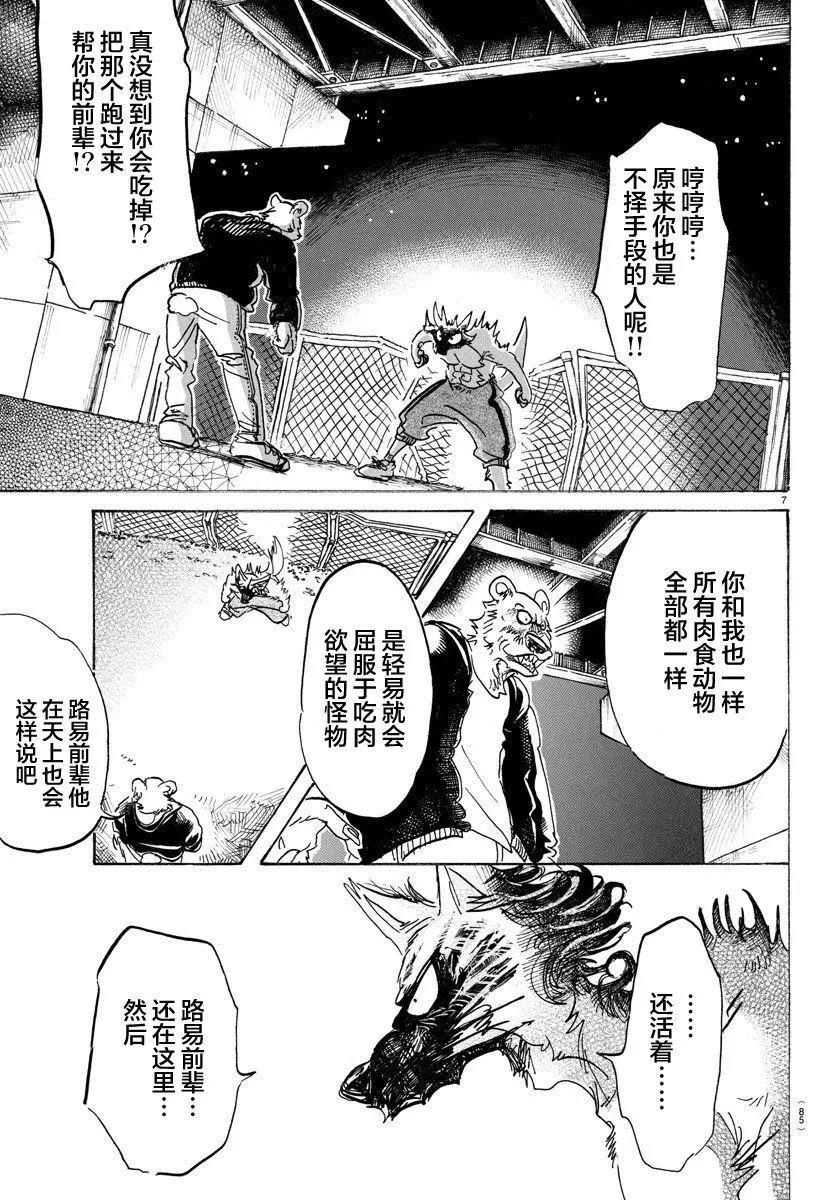 哼哼哼…
原来你也是
不择手段的人呢!!
真没想到你会吃掉
把那个跑过来
帮你的前辈!?
7
你和我也一样
所有肉食动物
全部都一样
是轻易就会
屈服于吃肉
欲望的怪物
路易前辈他
在天上也会
这样说吧
……
还活着……
路易前辈…
还在这里…
然后
(85)